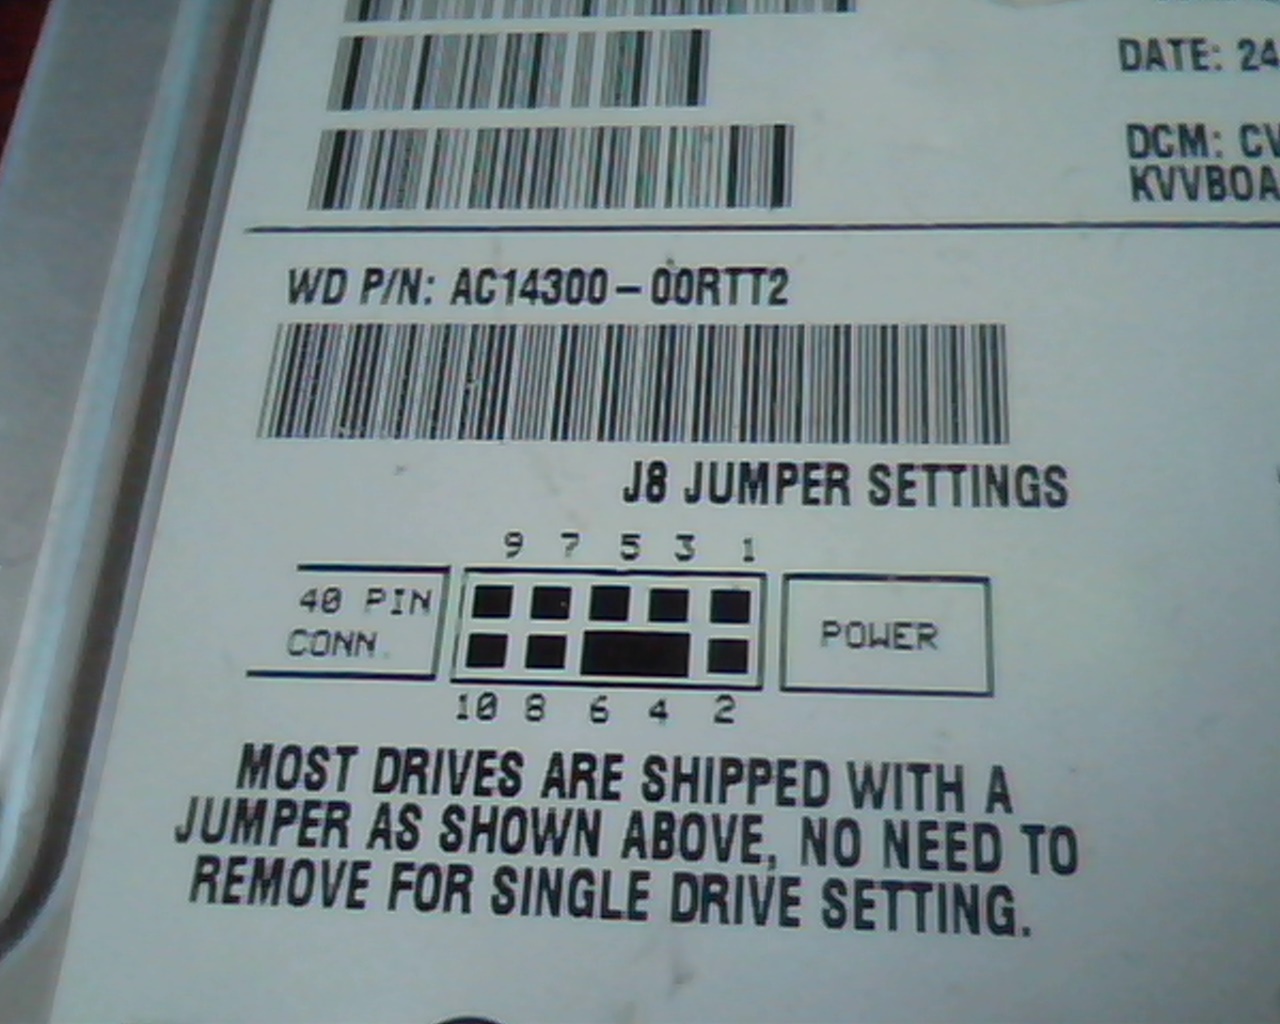 DATE: 24
DCM: CV
KVVBOA
WD P/N: AC14300-00RTT2
J8 JUMPER SETTINGS
9 7 5 3 1
40 PIN
CONN.
POWER
10 8 6 4 2
MOST DRIVES ARE SHIPPED WITH A
JUMPER AS SHOWN ABOVE, NO NEED TO
REMOVE FOR SINGLE DRIVE SETTING.